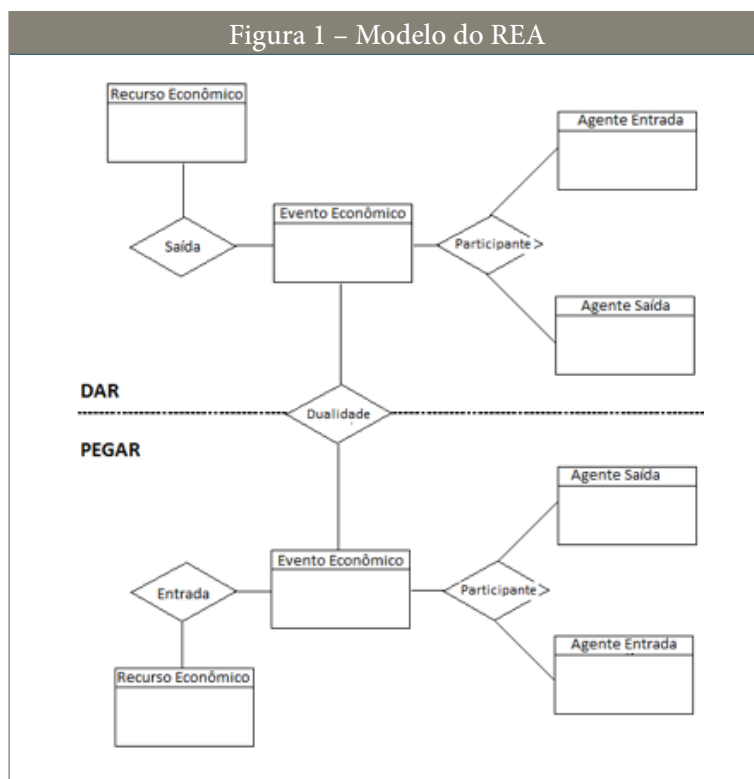 Figura 1 – Modelo do REA
Recurso Econômico
Agente Entrada
Evento Econômico
Saída
Participante >
Agente Saída
DAR
Dualidade
PEGAR
Agente Saída
Evento Econômico
Entrada
Participante >
Agente Entrada
Recurso Econômico